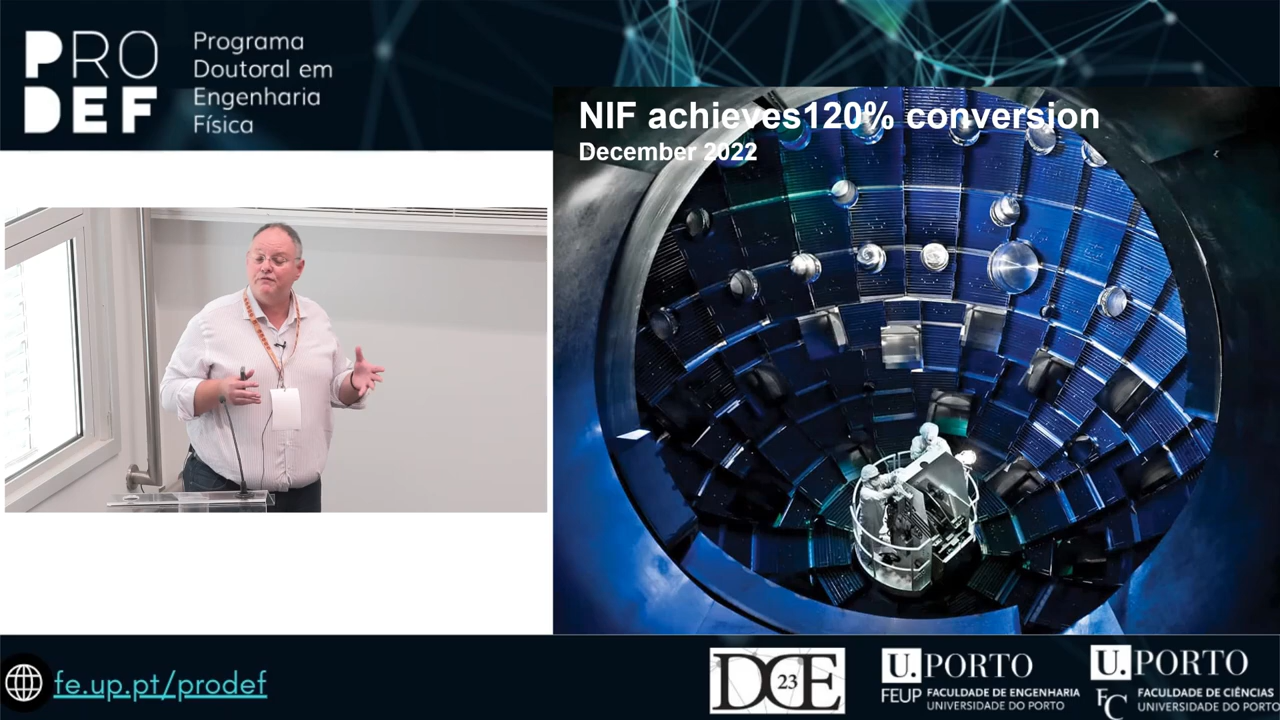 PRO
DEF
Programa
Doutoral em
Engenharia
Física
NIF achieves120% conversion
December 2022
fe.up.pt/prodef
DCE
23
U.PORTO
FEUP FACULDADE DE ENGENHARIA
UNIVERSIDADE DO PORTO
U.PORTO
FC FACULDADE DE CIÊNCIAS
UNIVERSIDADE DO PORTO